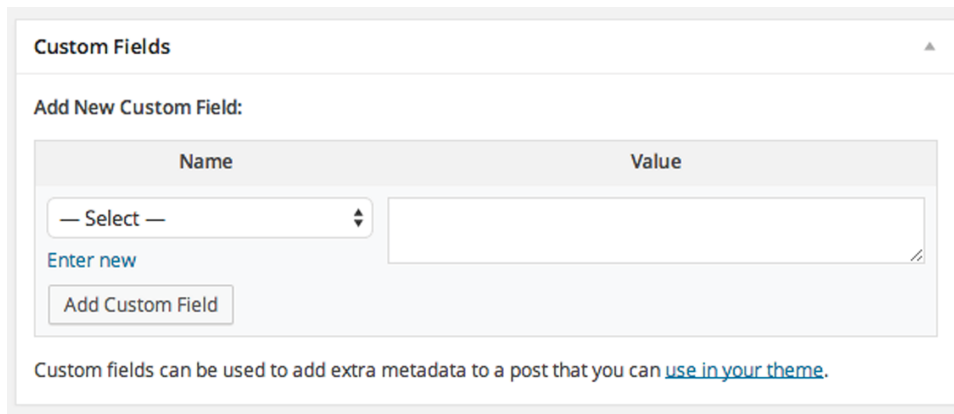 Custom Fields
Add New Custom Field:
Name Value
— Select —
Enter new
Add Custom Field
Custom fields can be used to add extra metadata to a post that you can use in your theme.